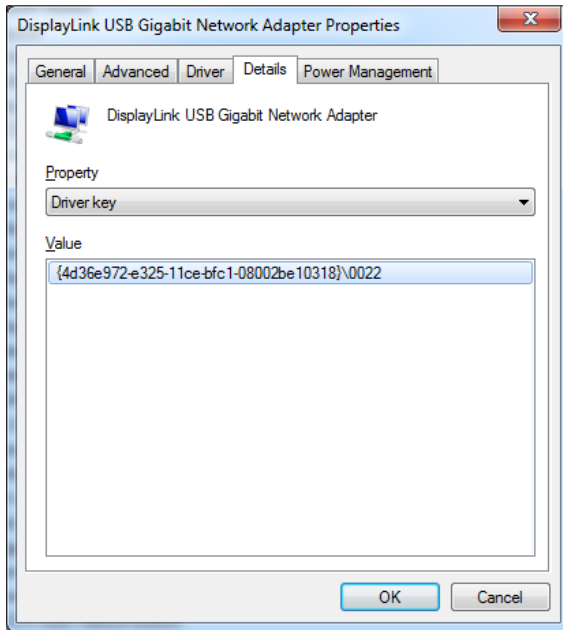 DisplayLink USB Gigabit Network Adapter Properties
General Advanced Driver Details Power Management
DisplayLink USB Gigabit Network Adapter
Property
Driver key
Value
{4d36e972-e325-11ce-bfc1-08002be10318}\0022
OK Cancel